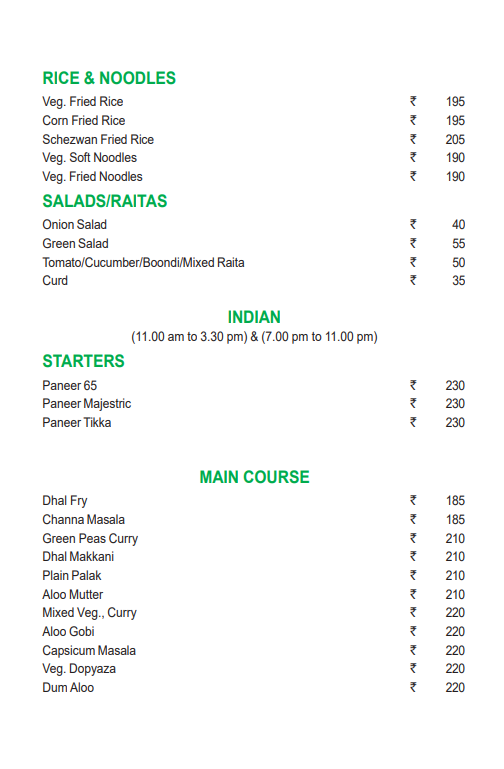 RICE & NOODLES
Veg. Fried Rice ₹ 195
Corn Fried Rice ₹ 195
Schezwan Fried Rice ₹ 205
Veg. Soft Noodles ₹ 190
Veg. Fried Noodles ₹ 190
SALADS/RAITAS
Onion Salad ₹ 40
Green Salad ₹ 55
Tomato/Cucumber/Boondi/Mixed Raita ₹ 50
Curd ₹ 35
INDIAN
(11.00 am to 3.30 pm) & (7.00 pm to 11.00 pm)
STARTERS
Paneer 65 ₹ 230
Paneer Majestric ₹ 230
Paneer Tikka ₹ 230
MAIN COURSE
Dhal Fry ₹ 185
Channa Masala ₹ 185
Green Peas Curry ₹ 210
Dhal Makkani ₹ 210
Plain Palak ₹ 210
Aloo Mutter ₹ 210
Mixed Veg., Curry ₹ 220
Aloo Gobi ₹ 220
Capsicum Masala ₹ 220
Veg. Dopyaza ₹ 220
Dum Aloo ₹ 220